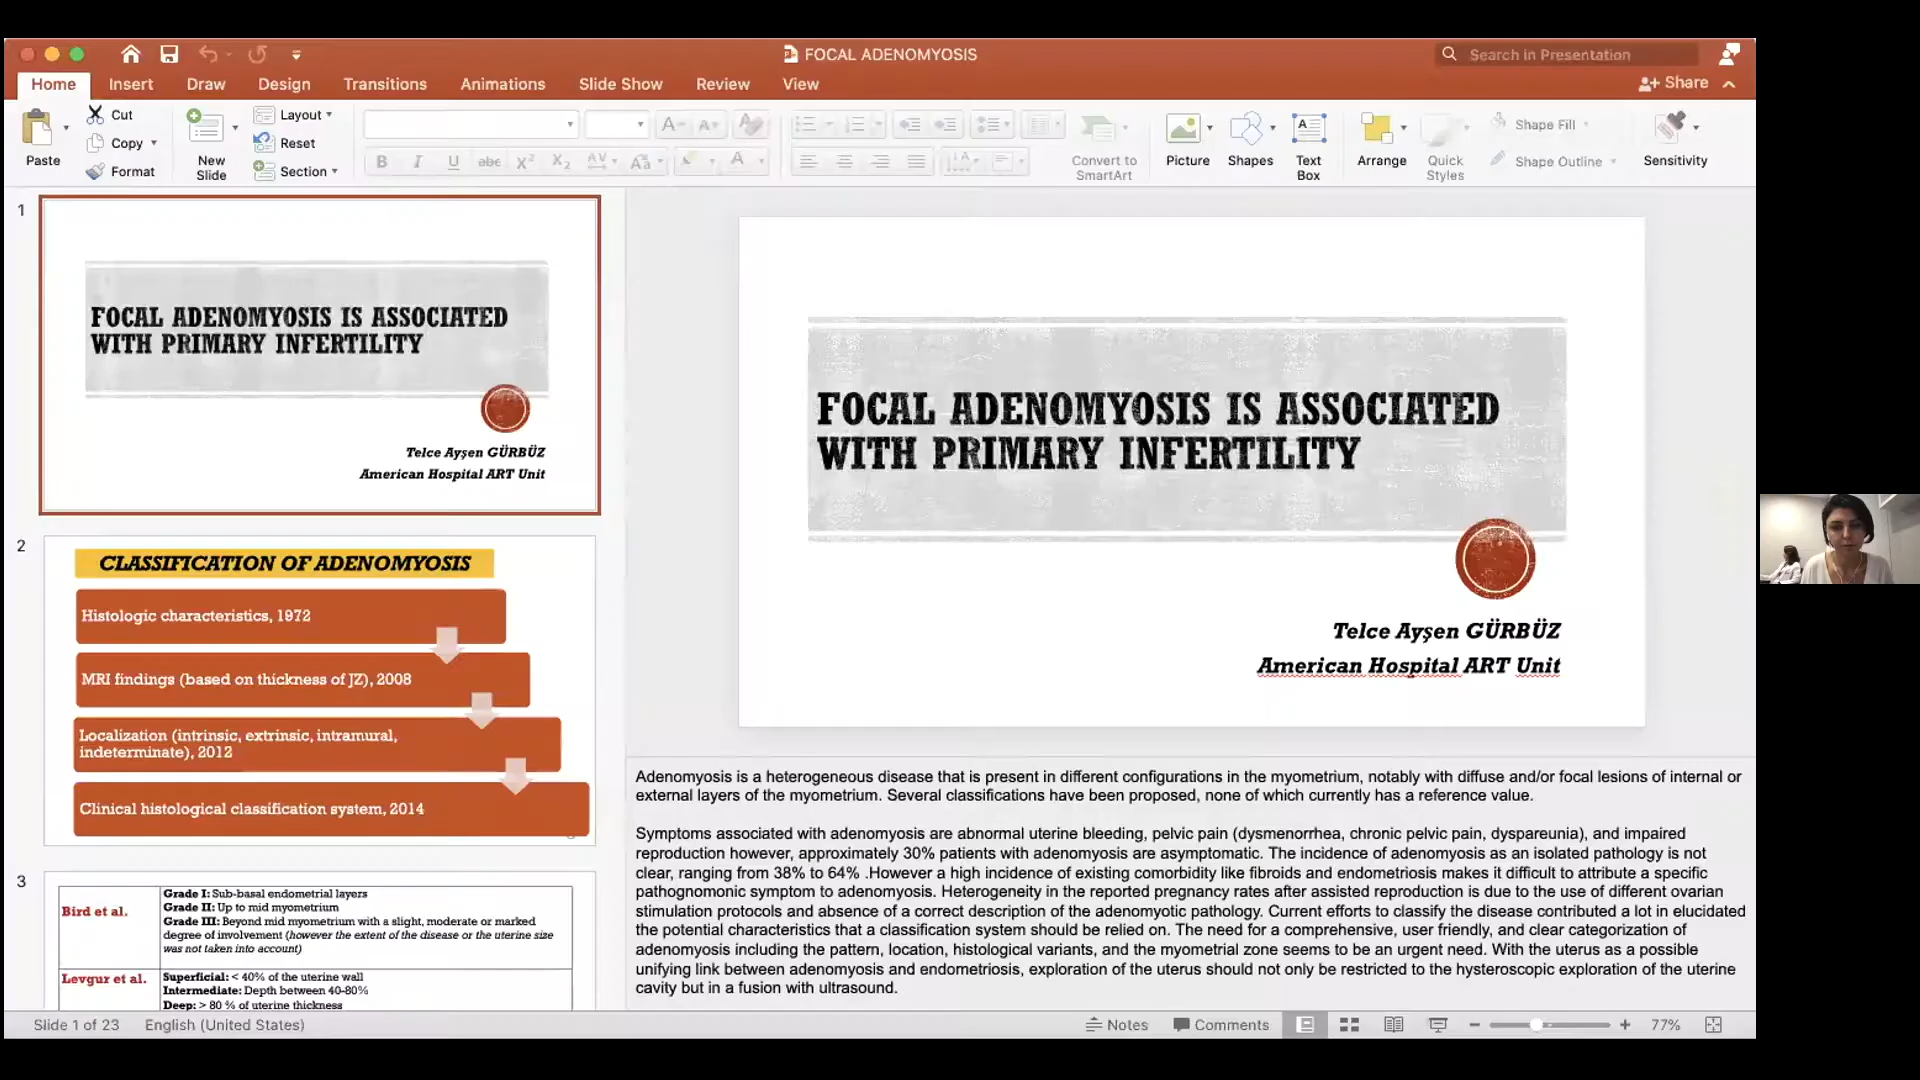 FOCAL ADENOMYOSIS
Search in Presentation
Home
Insert
Draw
Design
Transitions
Animations
Slide Show
Review
View
Share
Paste
Cut
Copy
Format
New
Slide
Layout
Reset
Section
Convert to
SmartArt
Picture
Shapes
Text
Box
Arrange
Quick
Styles
Shape Fill
Shape Outline
Sensitivity
1
FOCAL ADENOMYOSIS IS ASSOCIATED
WITH PRIMARY INFERTILITY
Telce Ayşen GÜRBÜZ
American Hospital ART Unit
2
CLASSIFICATION OF ADENOMYOSIS
Histologic characteristics, 1972
MRI findings (based on thickness of JZ), 2008
Localization (intrinsic, extrinsic, intramural,
indeterminate), 2012
Clinical histological classification system, 2014
3
Bird et al.
Grade I: Sub-basal endometrial layers
Grade II: Up to mid myometrium
Grade III: Beyond mid myometrium with a slight, moderate or marked
degree of involvement (however the extent of the disease or the uterine size
was not taken into account)
Levgur et al.
Superficial: < 40% of the uterine wall
Intermediate: Depth between 40-80%
Deep: > 80 % of uterine thickness
FOCAL ADENOMYOSIS IS ASSOCIATED
WITH PRIMARY INFERTILITY
Telce Ayşen GÜRBÜZ
American Hospital ART Unit
Adenomyosis is a heterogeneous disease that is present in different configurations in the myometrium, notably with diffuse and/or focal lesions of internal or
external layers of the myometrium. Several classifications have been proposed, none of which currently has a reference value.
Symptoms associated with adenomyosis are abnormal uterine bleeding, pelvic pain (dysmenorrhea, chronic pelvic pain, dyspareunia), and impaired
reproduction however, approximately 30% patients with adenomyosis are asymptomatic. The incidence of adenomyosis as an isolated pathology is not
clear, ranging from 38% to 64% .However a high incidence of existing comorbidity like fibroids and endometriosis makes it difficult to attribute a specific
pathognomonic symptom to adenomyosis. Heterogeneity in the reported pregnancy rates after assisted reproduction is due to the use of different ovarian
stimulation protocols and absence of a correct description of the adenomyotic pathology. Current efforts to classify the disease contributed a lot in elucidated
the potential characteristics that a classification system should be relied on. The need for a comprehensive, user friendly, and clear categorization of
adenomyosis including the pattern, location, histological variants, and the myometrial zone seems to be an urgent need. With the uterus as a possible
unifying link between adenomyosis and endometriosis, exploration of the uterus should not only be restricted to the hysteroscopic exploration of the uterine
cavity but in a fusion with ultrasound.
Slide 1 of 23
English (United States)
Notes
Comments
77%